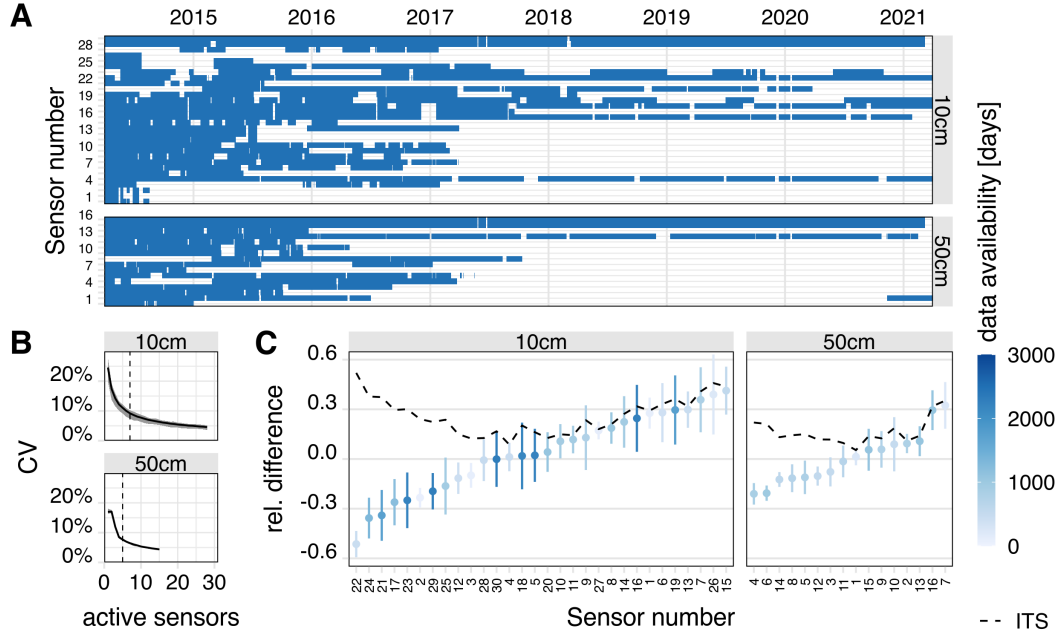 A
2015 2016 2017 2018 2019 2020 2021
Sensor number
28
25
22
19
16
13
10
7
4
1
10cm
16
13
10
7
4
1
50cm
data availability [days]
3000
2000
1000
0
B
10cm
20%
10%
0%
CV
50cm
20%
10%
0%
0 10 20 30
active sensors
C
10cm 50cm
rel. difference
0.6
0.3
0.0
-0.3
-0.6
22 24 21 17 23 2 29 25 12 3 28 30 4 18 5 20 10 11 9 27 8 14 16 1 6 19 13 7 26 15
4 6 14 8 5 12 3 11 1 15 9 10 2 13 16 7
Sensor number
ITS